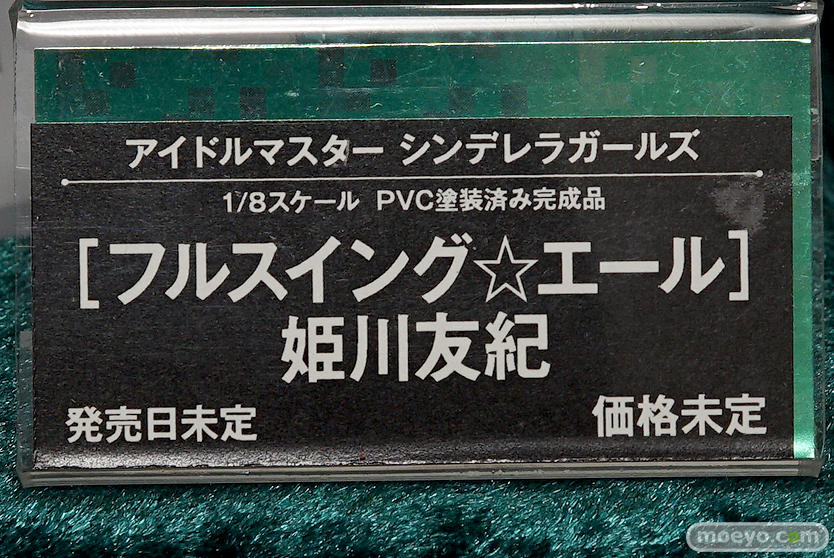 アイドルマスター シンデレラガールズ
1/8スケール PVC塗装済み完成品
[フルスイング☆エール]
姫川友紀
発売日未定 価格未定
moeyo.com